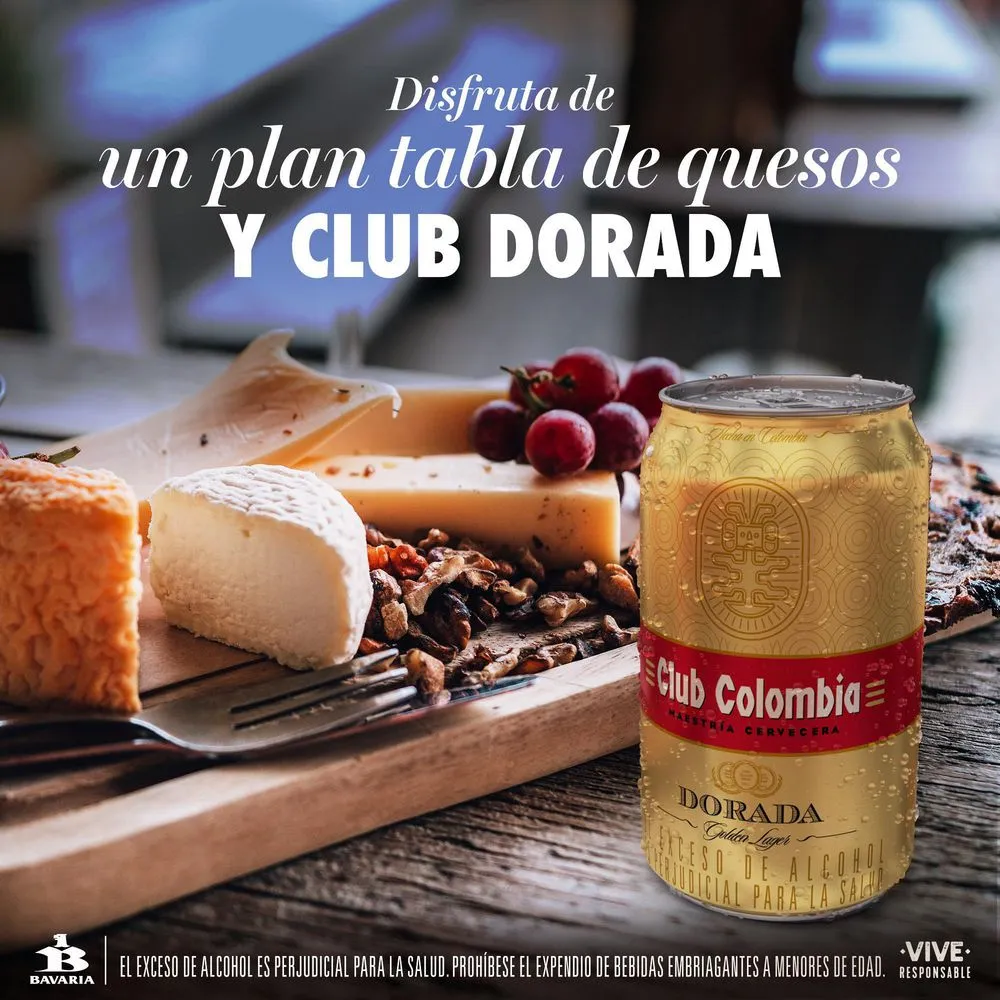 Disfruta de
un plan tabla de quesos
Y CLUB DORADA
Hecha en Colombia
Club Colombia
MAESTRÍA CERVECERA
DORADA
Golden Lager
EXCESO DE ALCOHOL
PERJUDICIAL PARA LA SALUD
BAVARIA
EL EXCESO DE ALCOHOL ES PERJUDICIAL PARA LA SALUD. PROHÍBESE EL EXPENDIO DE BEBIDAS EMBRIAGANTES A MENORES DE EDAD.
·VIVE·
RESPONSABLE